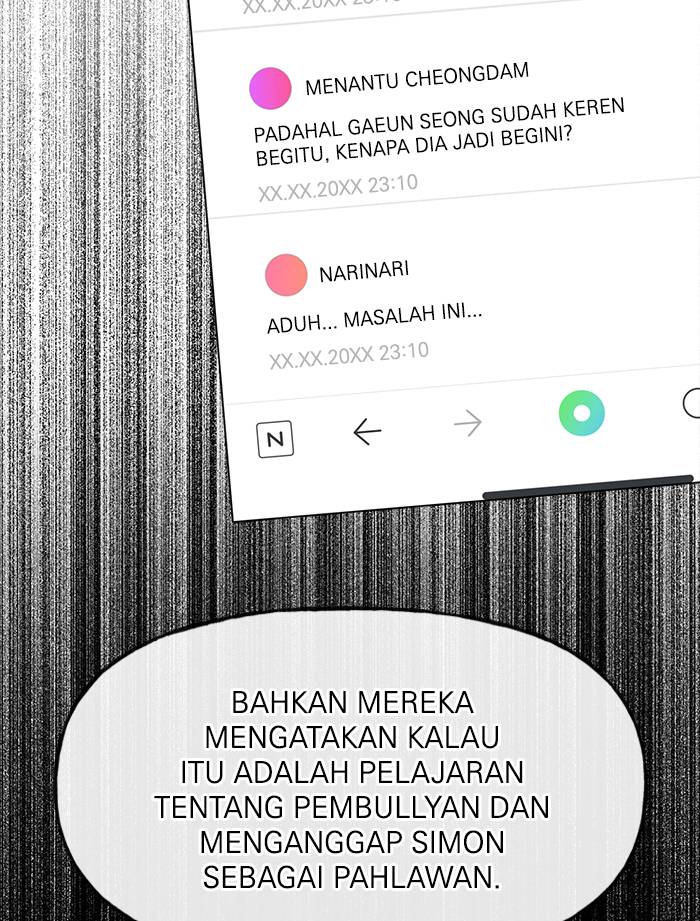 MENANTU CHEONGDAM
PADAHAL GAEUN SEONG SUDAH KEREN
BEGITU, KENAPA DIA JADI BEGINI?
XX.XX.20XX 23:10
NARINARI
ADUH... MASALAH INI...
XX.XX.20XX 23:10
N
BAHKAN MEREKA
MENGATAKAN KALAU
ITU ADALAH PELAJARAN
TENTANG PEMBULLYAN DAN
MENGANGGAP SIMON
SEBAGAI PAHLAWAN.